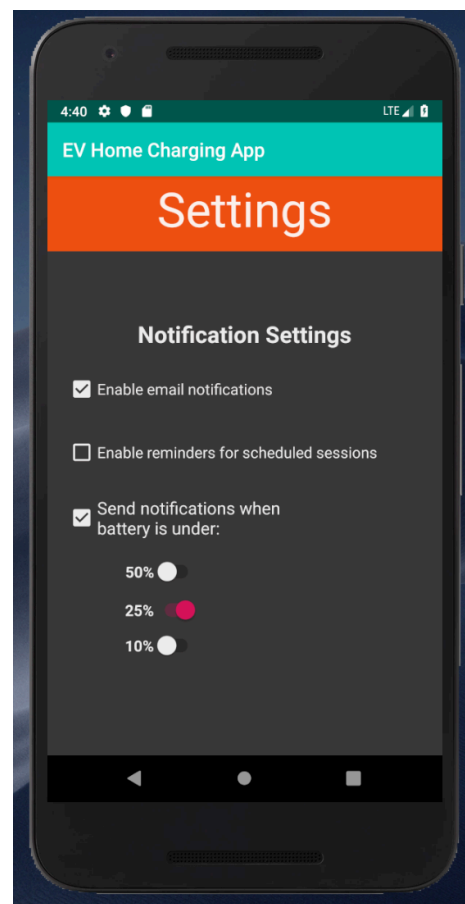 4:40 LTE
EV Home Charging App
Settings
Notification Settings
Enable email notifications
Enable reminders for scheduled sessions
Send notifications when
battery is under:
50%
25%
10%